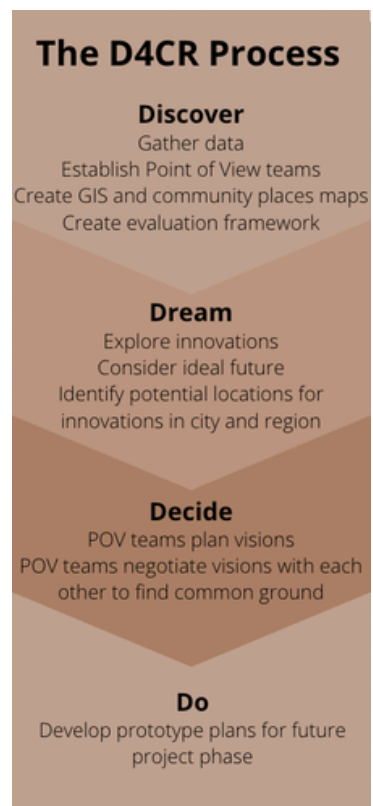 The D4CR Process
Discover
Gather data
Establish Point of View teams
Create GIS and community places maps
Create evaluation framework
Dream
Explore innovations
Consider ideal future
Identify potential locations for
innovations in city and region
Decide
POV teams plan visions
POV teams negotiate visions with each
other to find common ground
Do
Develop prototype plans for future
project phase